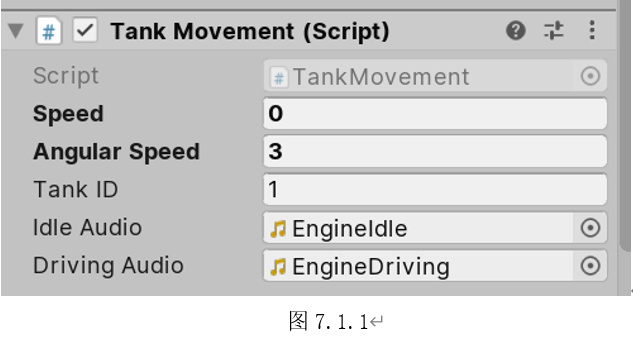 # Tank Movement (Script)
Script # TankMovement
Speed 0
Angular Speed 3
Tank ID 1
Idle Audio EngineIdle
Driving Audio EngineDriving
图 7.1.1↵